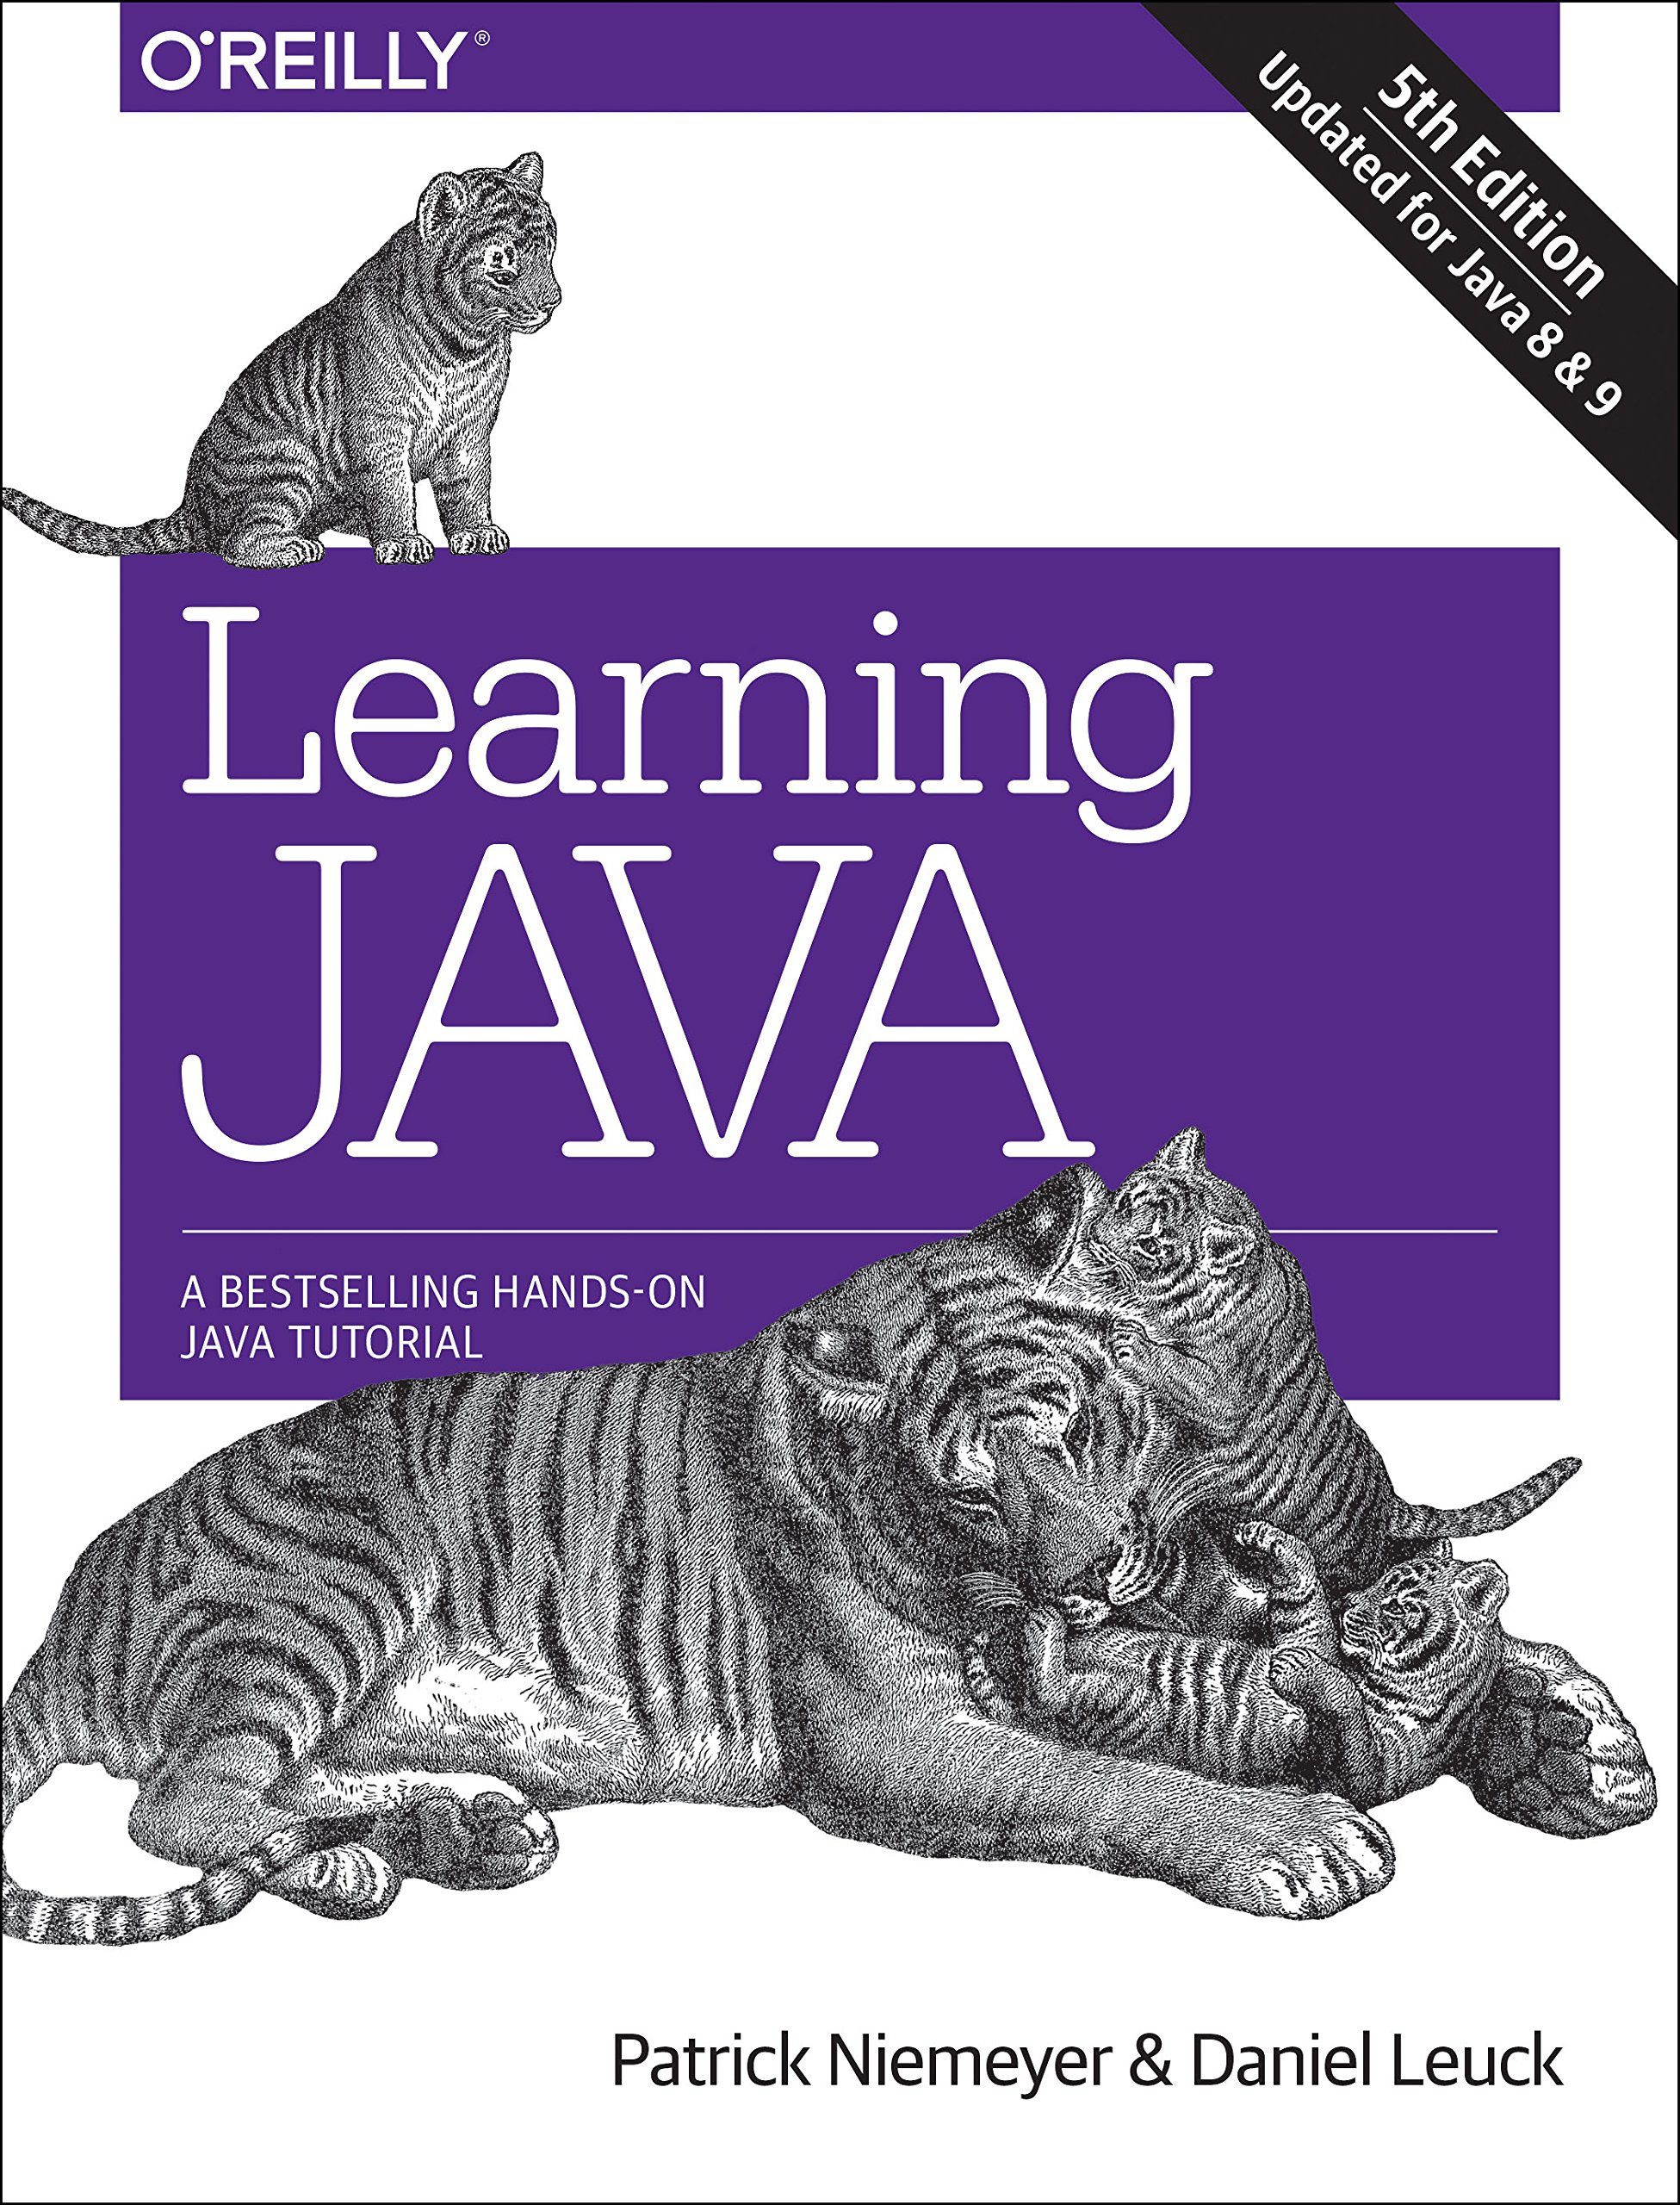 O'REILLY®
5th Edition
Updated for Java 8 & 9
Learning
JAVA
A BESTSELLING HANDS-ON
JAVA TUTORIAL
Patrick Niemeyer & Daniel Leuck